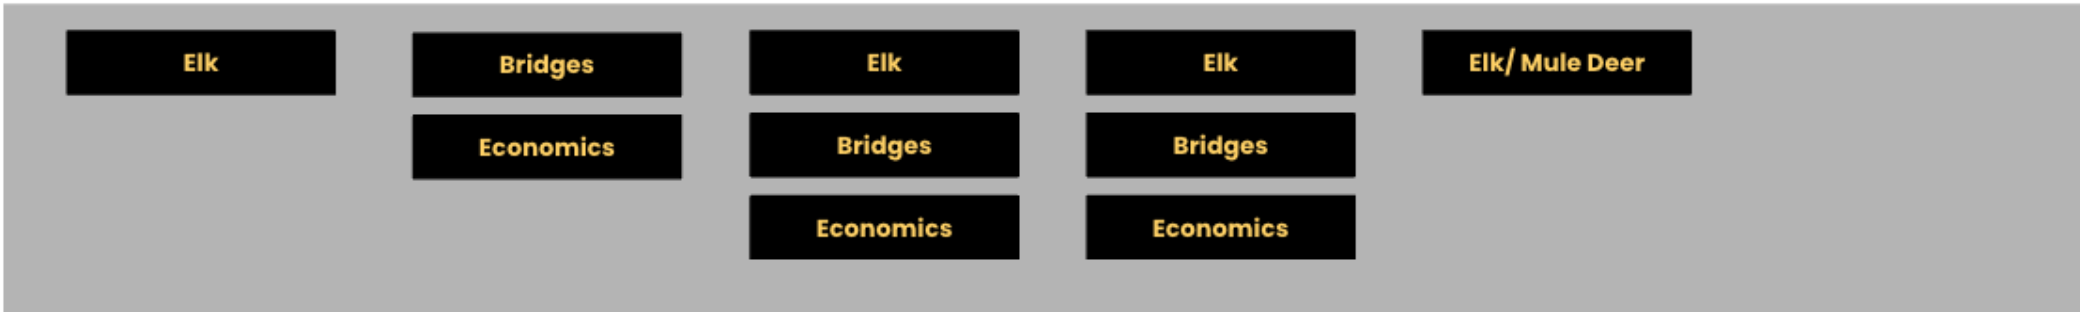 Elk
Bridges
Economics
Elk
Bridges
Economics
Elk
Bridges
Economics
Elk/ Mule Deer